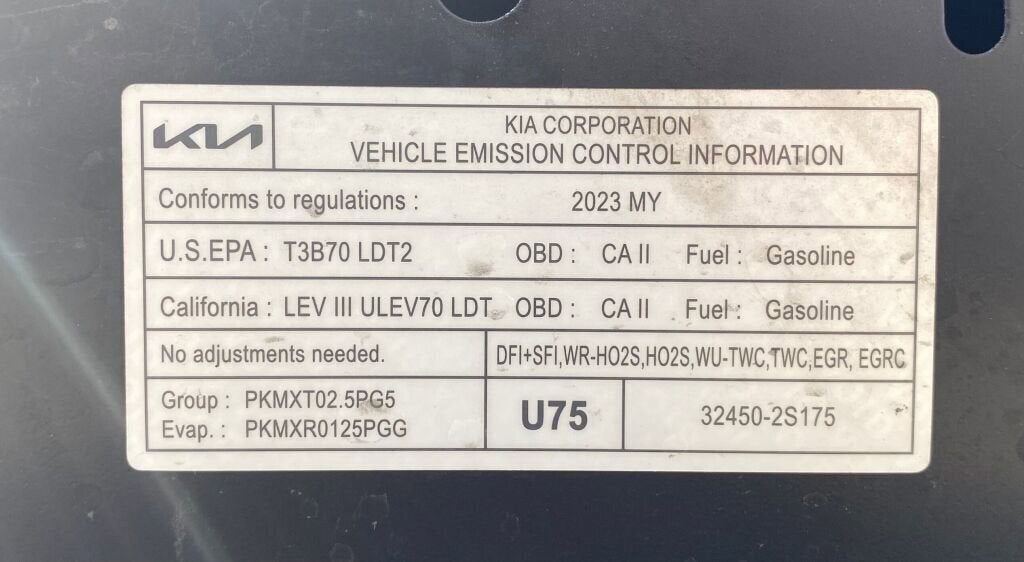 KIA
KIA CORPORATION
VEHICLE EMISSION CONTROL INFORMATION
Conforms to regulations : 2023 MY
U.S.EPA : T3B70 LDT2 OBD : CA II Fuel : Gasoline
California : LEV III ULEV70 LDT OBD : CA II Fuel : Gasoline
No adjustments needed. DFI+SFI,WR-HO2S,HO2S,WU-TWC,TWC,EGR, EGRC
Group : PKMXT02.5PG5
Evap. : PKMXR0125PGG
U75
32450-2S175